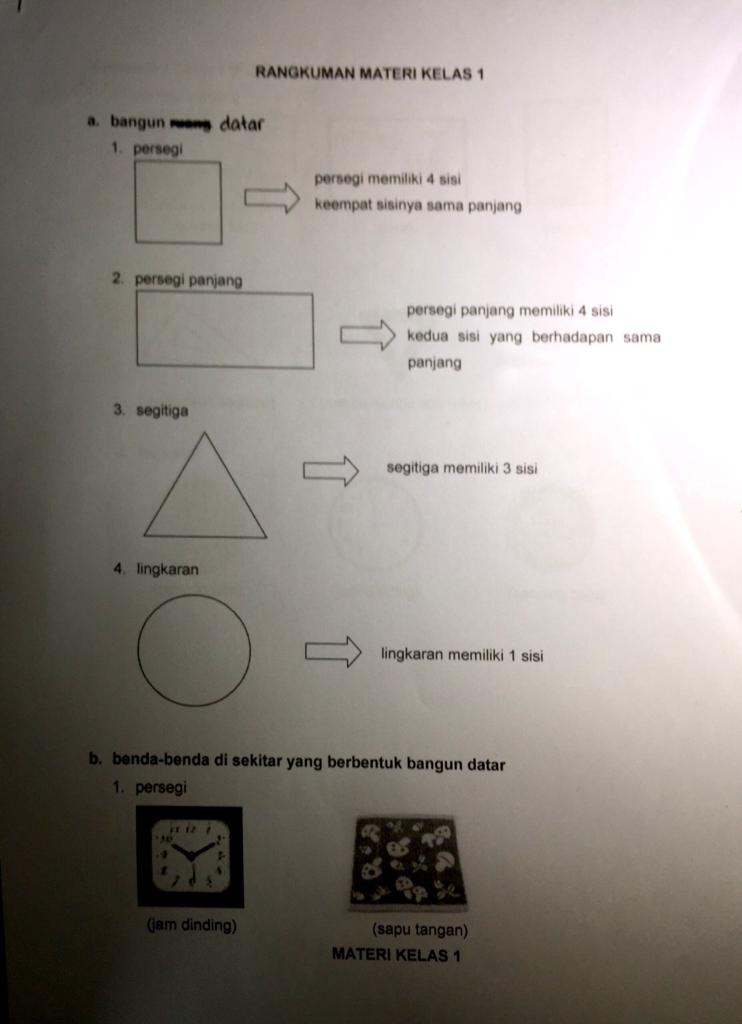 RANGKUMAN MATERI KELAS 1
a. bangun ruang datar
1. persegi
persegi memiliki 4 sisi
keempat sisinya sama panjang
2. persegi panjang
persegi panjang memiliki 4 sisi
kedua sisi yang berhadapan sama
panjang
3. segitiga
segitiga memiliki 3 sisi
4. lingkaran
lingkaran memiliki 1 sisi
b. benda-benda di sekitar yang berbentuk bangun datar
1. persegi
(jam dinding)
(sapu tangan)
MATERI KELAS 1